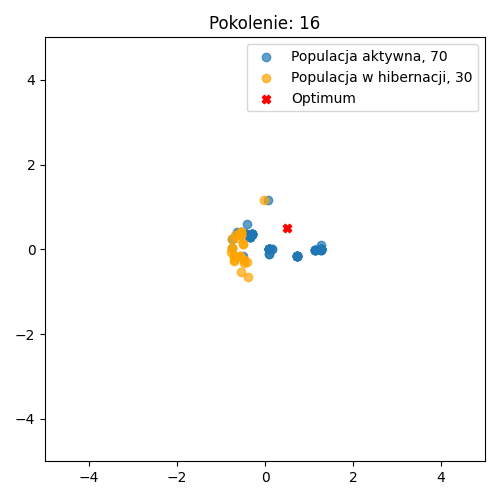 Pokolenie: 16
Populacja aktywna, 70
Populacja w hibernacji, 30
Optimum
4
2
0
−2
−4
−4
−2
0
2
4